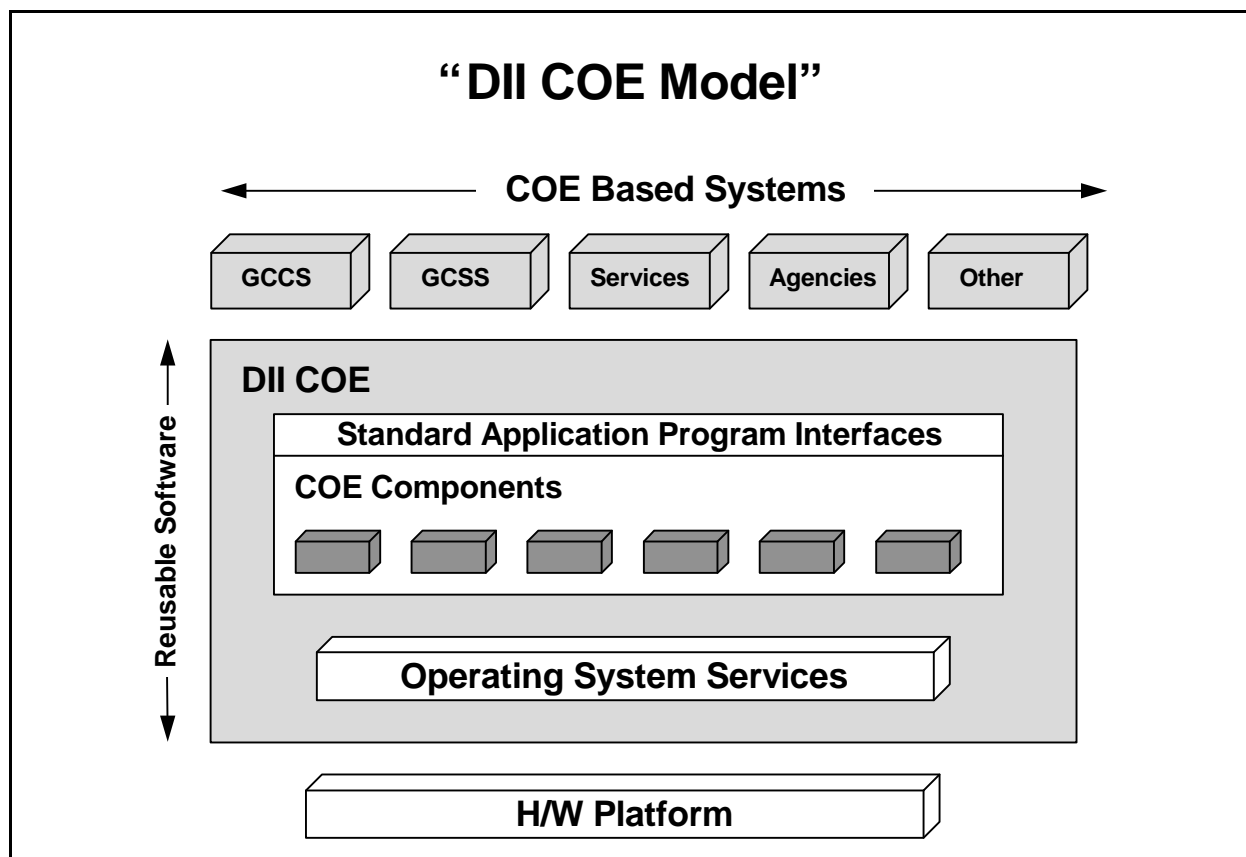 “DII COE Model”
COE Based Systems
GCCS
GCSS
Services
Agencies
Other
Reusable Software
DII COE
Standard Application Program Interfaces
COE Components
Operating System Services
H/W Platform